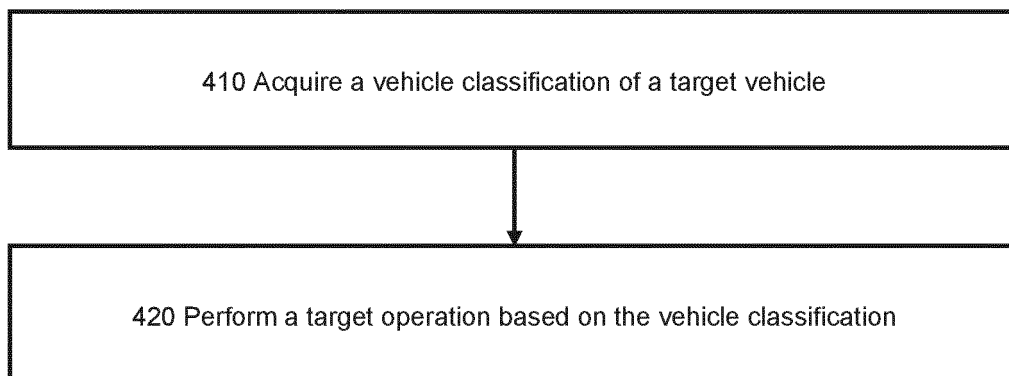 410 Acquire a vehicle classification of a target vehicle
420 Perform a target operation based on the vehicle classification